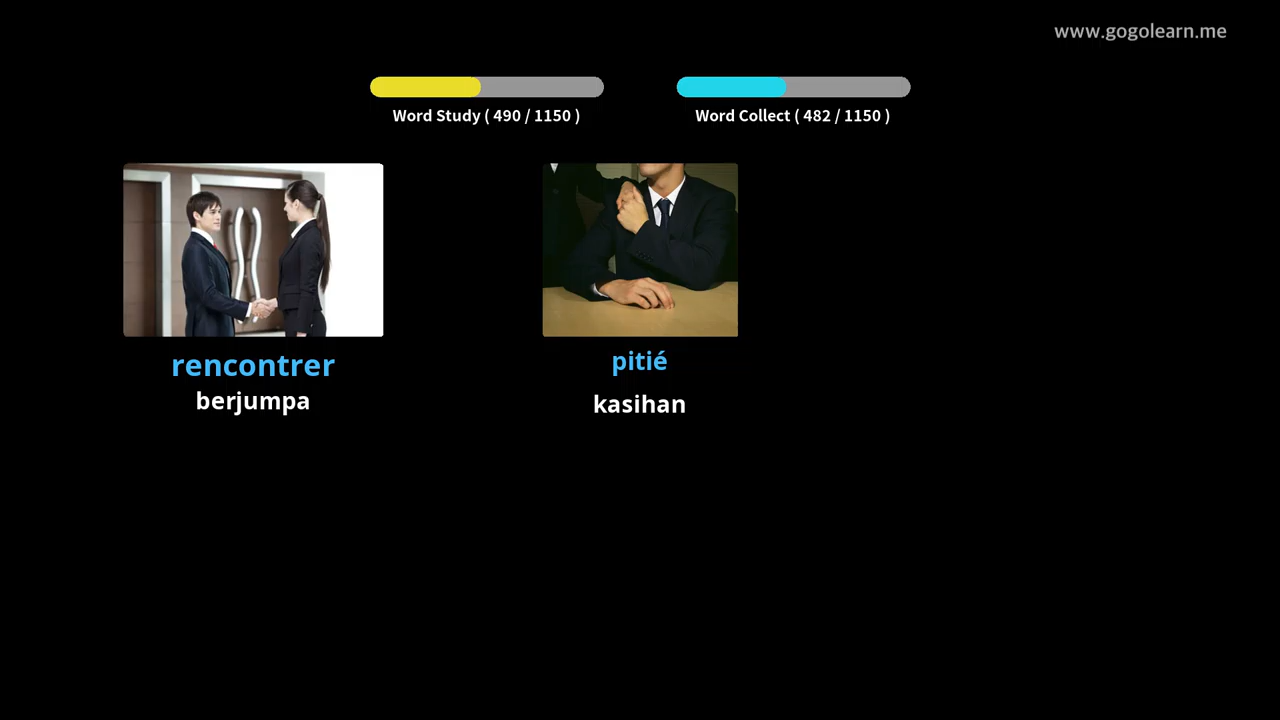 www.gogolearn.me
Word Study ( 490 / 1150 )
Word Collect ( 482 / 1150 )
rencontrer
berjumpa
pitié
kasihan